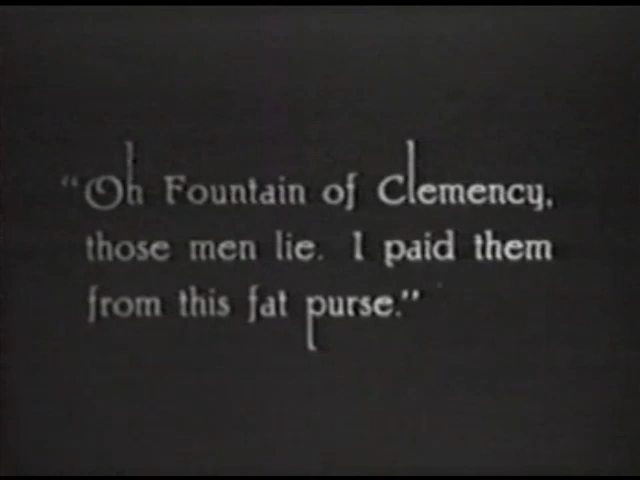 “Oh Fountain of Clemency,
those men lie. I paid them
from this fat purse.”